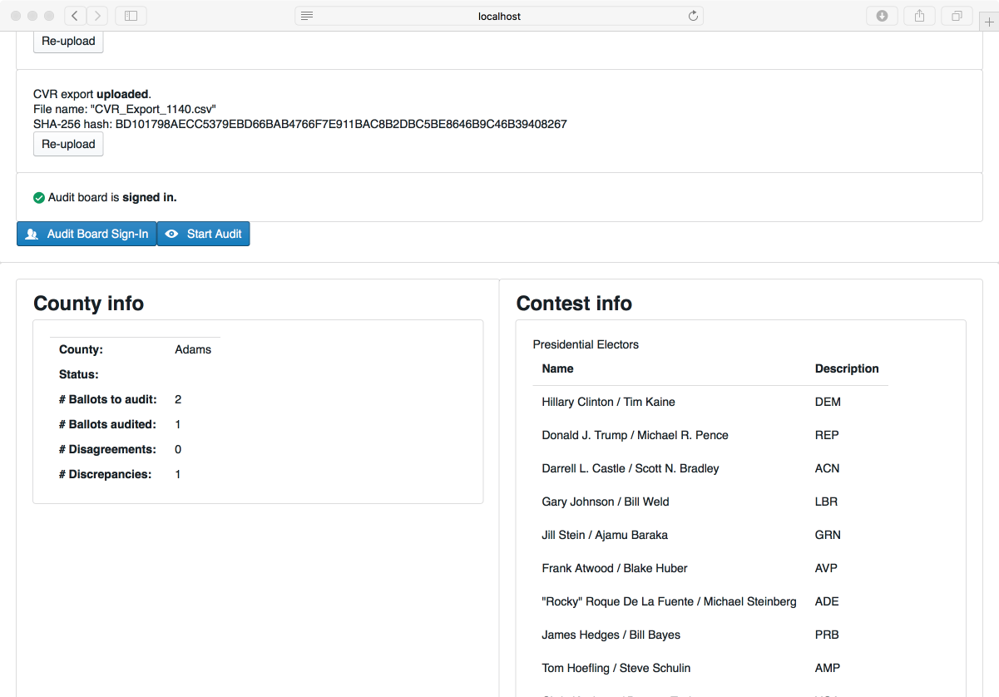 localhost
Re-upload
CVR export uploaded.
File name: "CVR_Export_1140.csv"
SHA-256 hash: BD101798AECC5379EBD66BAB4766F7E911BAC8B2DBC5BE8646B9C46B39408267
Re-upload
Audit board is signed in.
Audit Board Sign-In Start Audit
County info
County: Adams
Status:
# Ballots to audit: 2
# Ballots audited: 1
# Disagreements: 0
# Discrepancies: 1
Contest info
Presidential Electors
Name Description
Hillary Clinton / Tim Kaine DEM
Donald J. Trump / Michael R. Pence REP
Darrell L. Castle / Scott N. Bradley ACN
Gary Johnson / Bill Weld LBR
Jill Stein / Ajamu Baraka GRN
Frank Atwood / Blake Huber AVP
"Rocky" Roque De La Fuente / Michael Steinberg ADE
James Hedges / Bill Bayes PRB
Tom Hoefling / Steve Schulin AMP